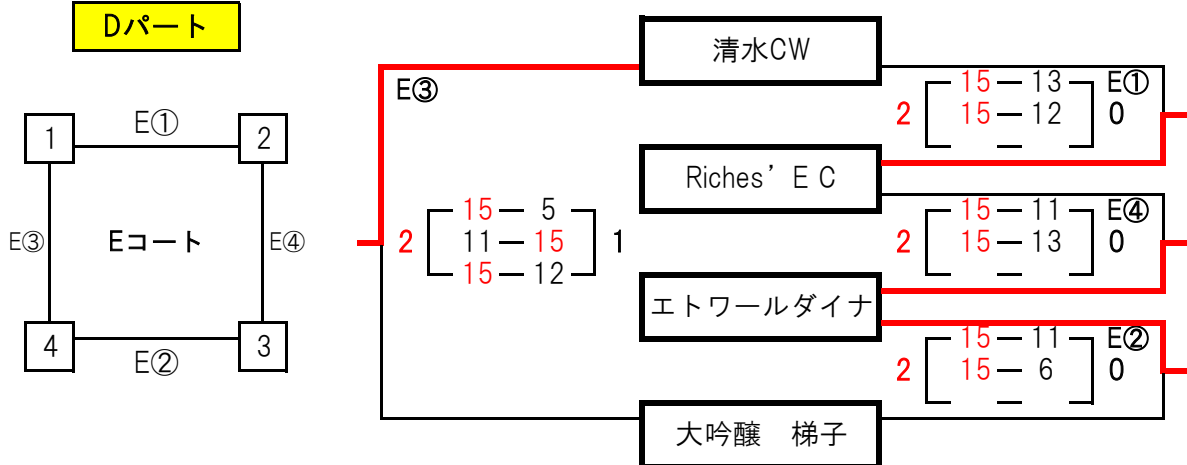 Dパート
1
E①
2
E③
Eコート
E④
4
E②
3
清水CW
Riches’ＥＣ
エトワールダイナ
大吟醸　梯子
E③
2
15 － 5
11 － 15
15 － 12
1
2
15 － 13
15 － 12
－
E①
0
2
15 － 11
15 － 13
－
E④
0
2
15 － 11
15 － 6
－
E②
0